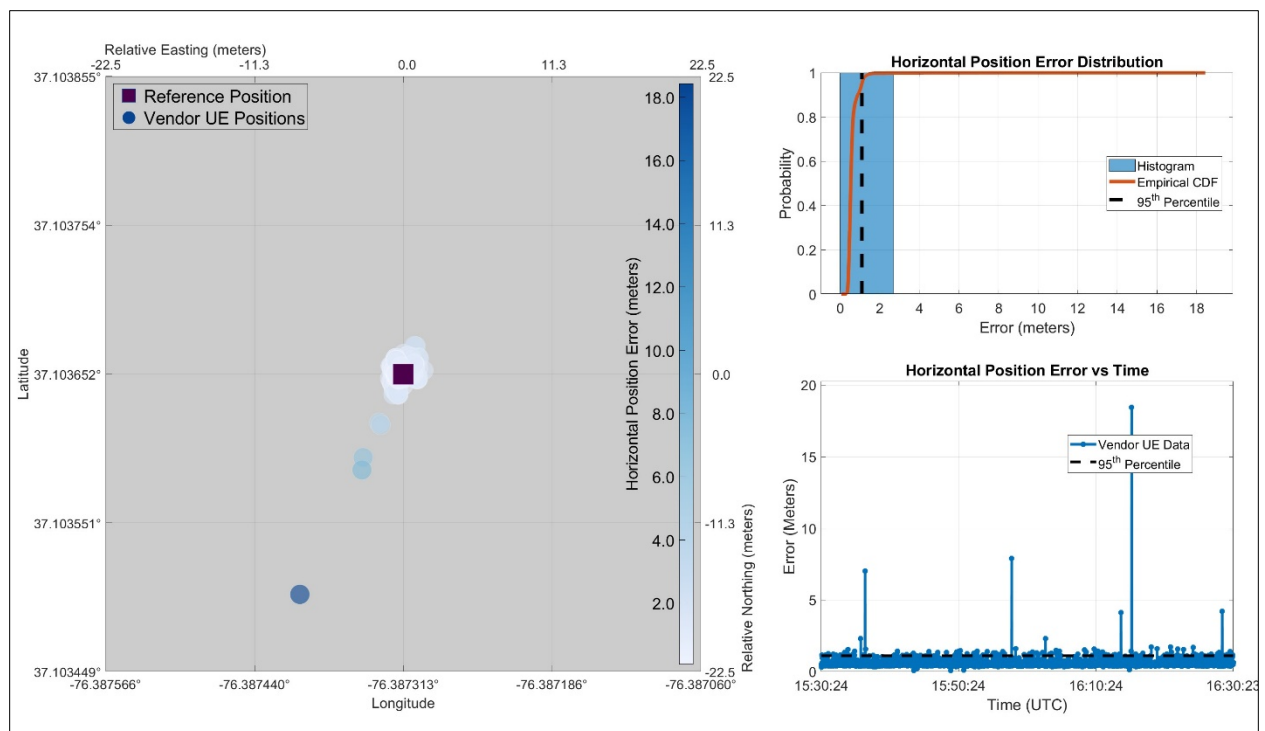 Relative Easting (meters)
-22.5 -11.3 0.0 11.3 22.5
37.103855°
37.103754°
37.103652°
37.103551°
37.103449°
Latitude
Reference Position
Vendor UE Positions
-76.387566° -76.387440° -76.387313° -76.387186° -76.387060°
Longitude
Horizontal Position Error (meters)
18.0
16.0
14.0
12.0
10.0
8.0
6.0
4.0
2.0
22.5
11.3
0.0
-11.3
-22.5
Relative Northing (meters)
Horizontal Position Error Distribution
Probability
1
0.8
0.6
0.4
0.2
0
Histogram
Empirical CDF
95th Percentile
0 2 4 6 8 10 12 14 16 18
Error (meters)
Horizontal Position Error vs Time
Error (Meters)
20
15
10
5
0
Vendor UE Data
95th Percentile
15:30:24 15:50:24 16:10:24 16:30:23
Time (UTC)